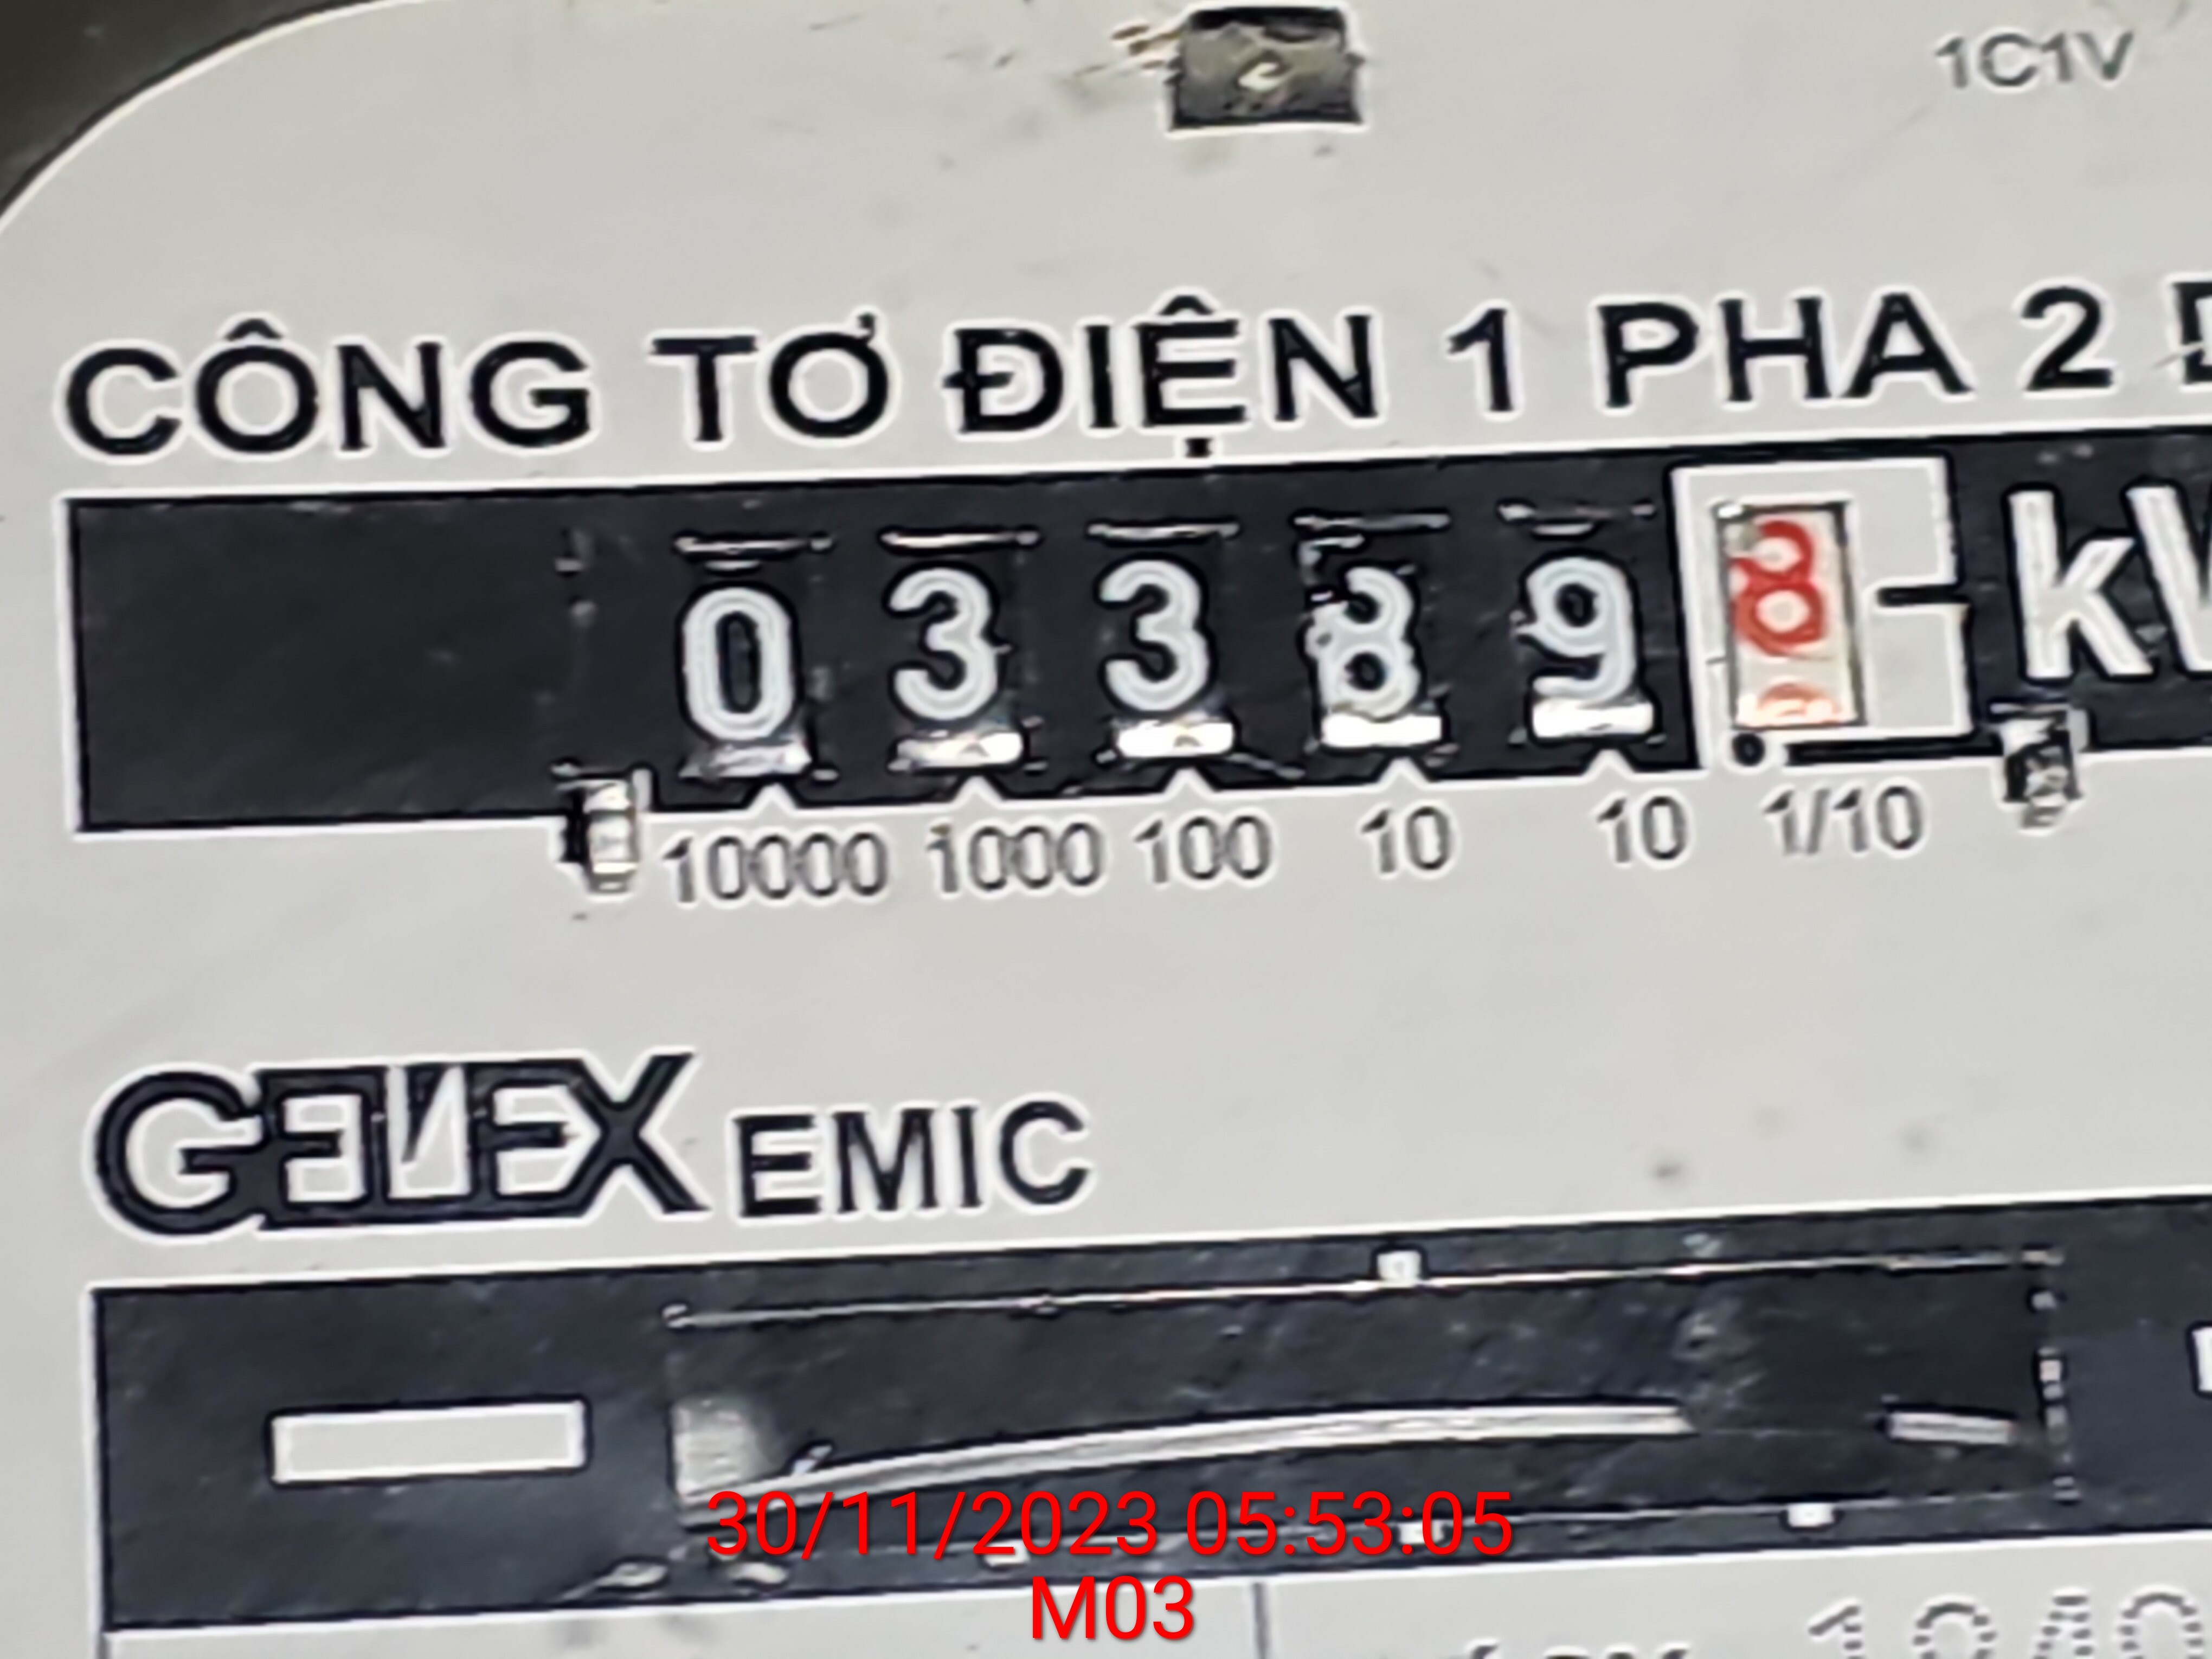 1C1V
CÔNG TƠ ĐIỆN 1 PHA 2
0 3 3 8 9 8
10000 1000 100 10 10 1/10
GELEX EMIC
30/11/2023 05:53:05
M03